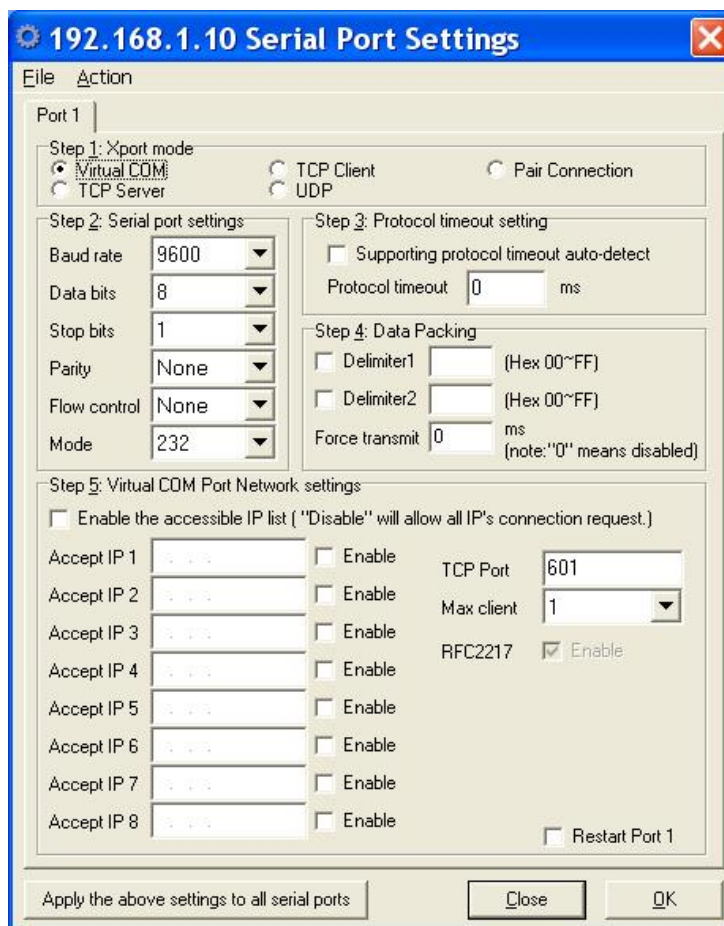 192.168.1.10 Serial Port Settings
File Action
Port 1
Step 1: Xport mode
Virtual COM TCP Client Pair Connection
TCP Server UDP
Step 2: Serial port settings
Baud rate 9600
Data bits 8
Stop bits 1
Parity None
Flow control None
Mode 232
Step 3: Protocol timeout setting
Supporting protocol timeout auto-detect
Protocol timeout 0 ms
Step 4: Data Packing
Delimiter1 (Hex 00~FF)
Delimiter2 (Hex 00~FF)
Force transmit 0 ms
(note:"0" means disabled)
Step 5: Virtual COM Port Network settings
Enable the accessible IP list ( "Disable" will allow all IP's connection request.)
Accept IP 1 . . . Enable
Accept IP 2 . . . Enable
Accept IP 3 . . . Enable
Accept IP 4 . . . Enable
Accept IP 5 . . . Enable
Accept IP 6 . . . Enable
Accept IP 7 . . . Enable
Accept IP 8 . . . Enable
TCP Port 601
Max client 1
RFC2217 Enable
Restart Port 1
Apply the above settings to all serial ports Close OK